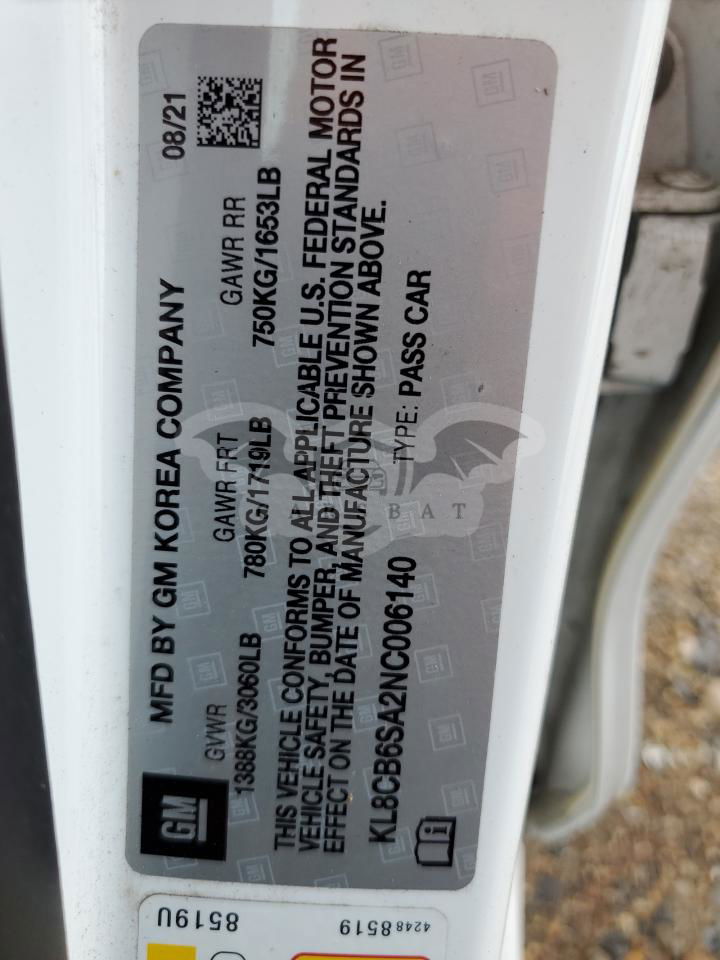 MFD BY GM KOREA COMPANY 08/21
GM
GVWR GAWR FRT GAWR RR
1388KG/3060LB 780KG/1719LB 750KG/1653LB
THIS VEHICLE CONFORMS TO ALL APPLICABLE U.S. FEDERAL MOTOR
VEHICLE SAFETY, BUMPER, AND THEFT PREVENTION STANDARDS IN
EFFECT ON THE DATE OF MANUFACTURE SHOWN ABOVE.
KL8CB6SA2NC006140 TYPE: PASS CAR
8519U
42488519